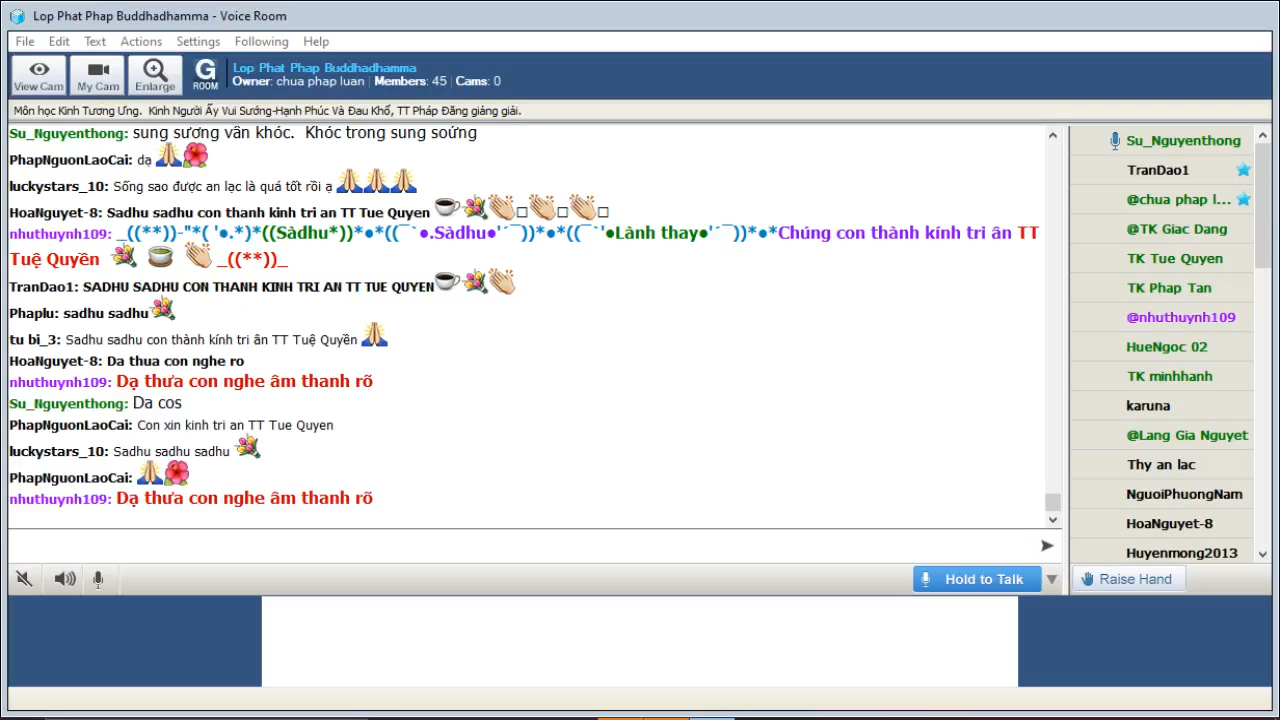 Lop Phat Phap Buddhadhamma - Voice Room
File Edit Text Actions Settings Following Help
View Cam My Cam Enlarge G ROOM
Lop Phat Phap Buddhadhamma
Owner: chua phap luan | Members: 45 | Cams: 0
Môn học Kinh Tương Ưng. Kinh Người Ấy Vui Sướng-Hạnh Phúc Và Đau Khổ, TT Pháp Đăng giảng giải.
Su_Nguyenthong: sung sương vân khóc. Khóc trong sung soứng
PhapNguonLaoCai: dạ 🙏🌺
luckystars_10: Sống sao được an lạc là quá tốt rồi ạ 🙏🙏🙏
HoaNguyet-8: Sadhu sadhu con thanh kinh tri an TT Tue Quyen ☕💐👏□👏□👏□
nhuthuynh109: _((**))-"*( '●.*)*((Sàdhu*))*●*((¯`●.Sàdhu●'´¯))*●*((¯`'●Lành thay●'´¯))*●*Chúng con thành kính tri ân TT
Tuệ Quyền 💐 🍵 👏 _((**))_
TranDao1: SADHU SADHU CON THANH KINH TRI AN TT TUE QUYEN☕💐👏
Phaplu: sadhu sadhu💐
tu bi_3: Sadhu sadhu con thành kính tri ân TT Tuệ Quyền 🙏
HoaNguyet-8: Da thua con nghe ro
nhuthuynh109: Dạ thưa con nghe âm thanh rõ
Su_Nguyenthong: Da cos
PhapNguonLaoCai: Con xin kinh tri an TT Tue Quyen
luckystars_10: Sadhu sadhu sadhu 💐
PhapNguonLaoCai: 🙏🌺
nhuthuynh109: Dạ thưa con nghe âm thanh rõ
Hold to Talk
Su_Nguyenthong
TranDao1
@chua phap l...
@TK Giac Dang
TK Tue Quyen
TK Phap Tan
@nhuthuynh109
HueNgoc 02
TK minhhanh
karuna
@Lang Gia Nguyet
Thy an lac
NguoiPhuongNam
HoaNguyet-8
Huyenmong2013
Raise Hand